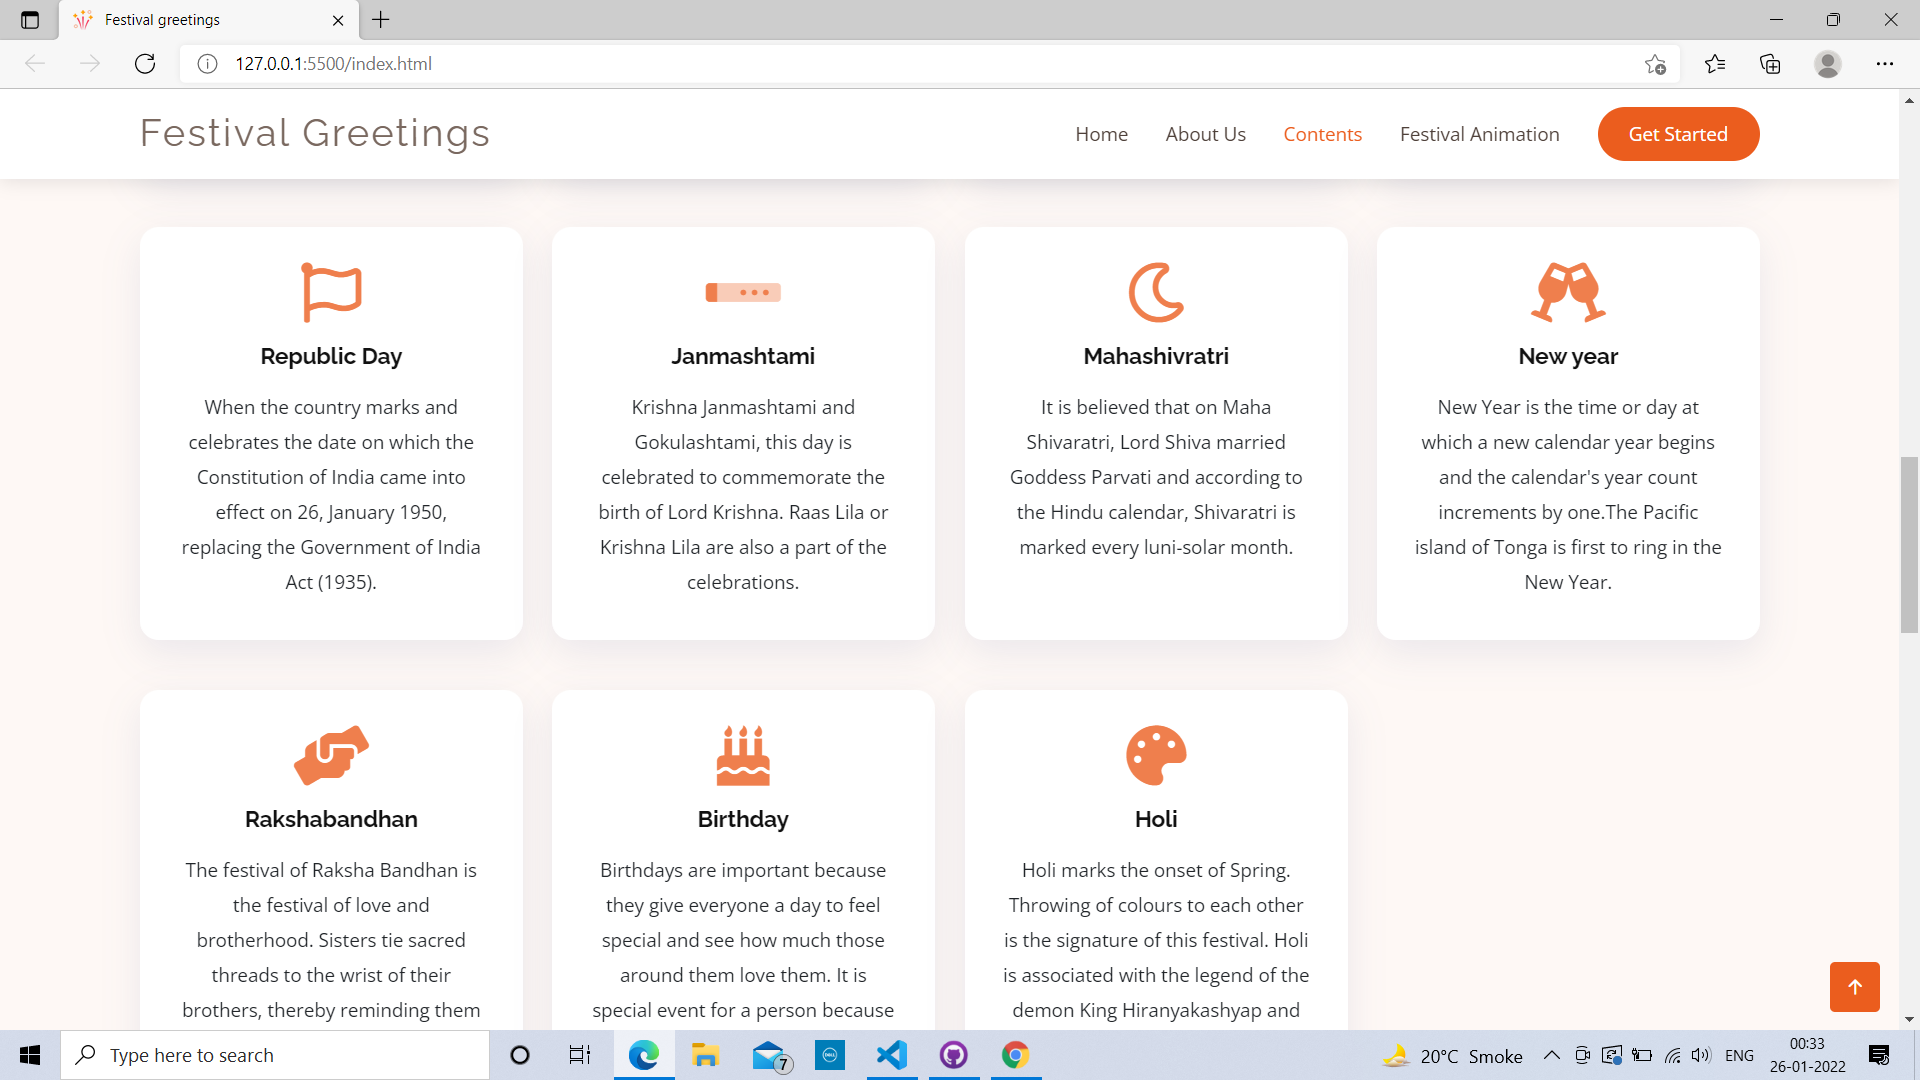 Festival greetings
127.0.0.1:5500/index.html
Festival Greetings
Home
About Us
Contents
Festival Animation
Get Started
Republic Day
When the country marks and
celebrates the date on which the
Constitution of India came into
effect on 26, January 1950,
replacing the Government of India
Act (1935).
Janmashtami
Krishna Janmashtami and
Gokulashtami, this day is
celebrated to commemorate the
birth of Lord Krishna. Raas Lila or
Krishna Lila are also a part of the
celebrations.
Mahashivratri
It is believed that on Maha
Shivaratri, Lord Shiva married
Goddess Parvati and according to
the Hindu calendar, Shivaratri is
marked every luni-solar month.
New year
New Year is the time or day at
which a new calendar year begins
and the calendar's year count
increments by one.The Pacific
island of Tonga is first to ring in the
New Year.
Rakshabandhan
The festival of Raksha Bandhan is
the festival of love and
brotherhood. Sisters tie sacred
threads to the wrist of their
brothers, thereby reminding them
Birthday
Birthdays are important because
they give everyone a day to feel
special and see how much those
around them love them. It is
special event for a person because
Holi
Holi marks the onset of Spring.
Throwing of colours to each other
is the signature of this festival. Holi
is associated with the legend of the
demon King Hiranyakashyap and
Type here to search
7
DELL
20°C Smoke
ENG
00:33
26-01-2022